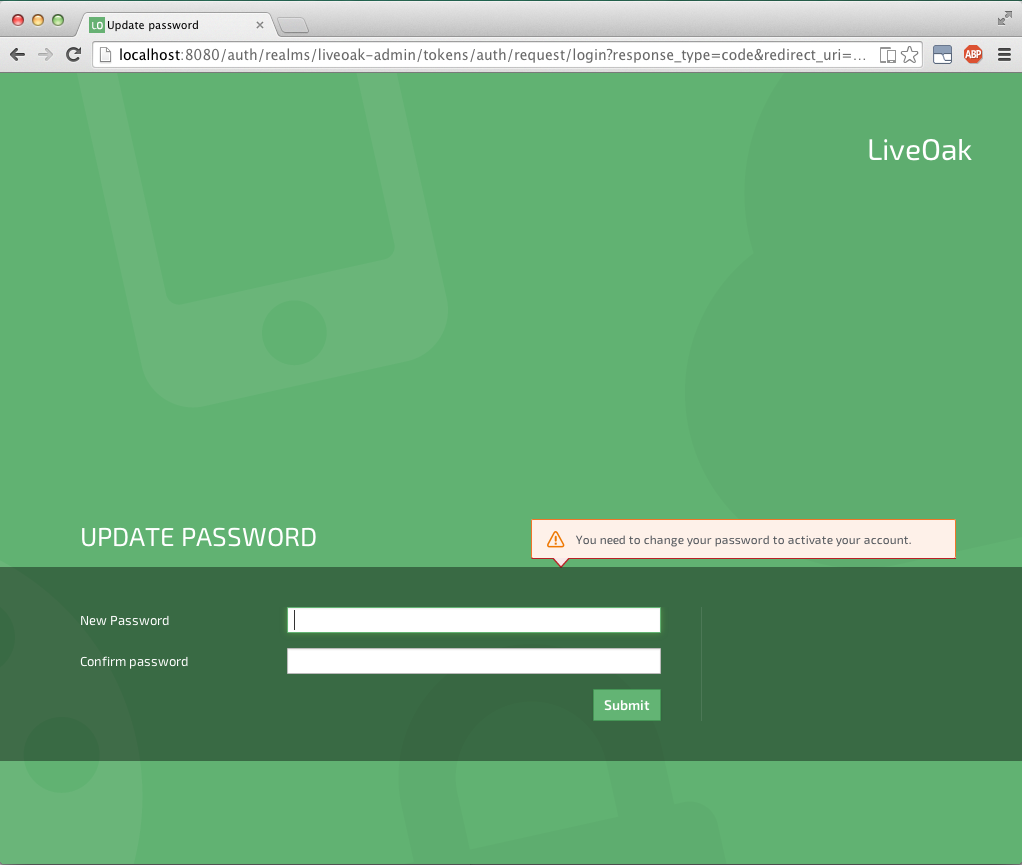 LO Update password
localhost:8080/auth/realms/liveoak-admin/tokens/auth/request/login?response_type=code&redirect_uri=...
ABP
LiveOak
UPDATE PASSWORD
You need to change your password to activate your account.
New Password
Confirm password
Submit